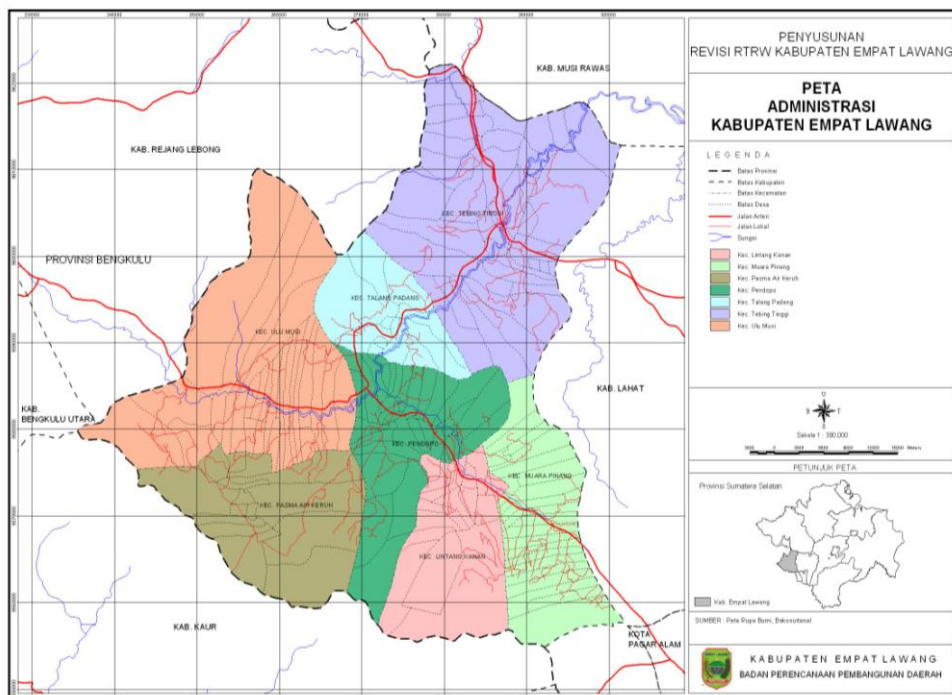 KAB. MUSI RAWAS
KAB. REJANG LEBONG
KEC. TEBING TINGGI
PROVINSI BENGKULU
KEC. TALANG PADANG
KEC. ULU MUSI
KAB. LAHAT
KAB.
BENGKULU UTARA
KEC. PENDOPO
KEC. MUARA PINANG
KEC. PASMA AIR KERUH
KEC. LINTANG KANAN
KAB. KAUR
KOTA
PAGAR ALAM
PENYUSUNAN
REVISI RTRW KABUPATEN EMPAT LAWANG
PETA
ADMINISTRASI
KABUPATEN EMPAT LAWANG
LEGENDA
Batas Provinsi
Batas Kabupaten
Batas Kecamatan
Batas Desa
Jalan Arteri
Jalan Lokal
Sungai
Kec. Lintang Kanan
Kec. Muara Pinang
Kec. Pasma Air Keruh
Kec. Pendopo
Kec. Talang Padang
Kec. Tebing Tinggi
Kec. Ulu Musi
Skala 1 : 380.000
PETUNJUK PETA
Provinsi Sumatera Selatan
Kab. Empat Lawang
SUMBER : Peta Rupa Bumi, Bakosurtanal
KABUPATEN EMPAT LAWANG
BADAN PERENCANAAN PEMBANGUNAN DAERAH